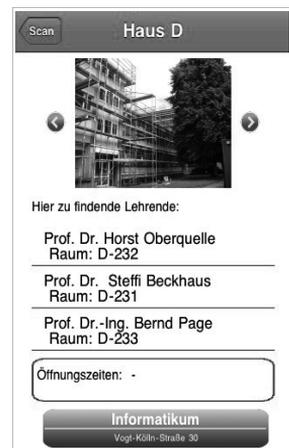 Scan
Haus D
Hier zu findende Lehrende:
Prof. Dr. Horst Oberquelle
Raum: D-232
Prof. Dr. Steffi Beckhaus
Raum: D-231
Prof. Dr.-Ing. Bernd Page
Raum: D-233
Öffnungszeiten: -
Informatikum
Vogt-Kölln-Straße 30